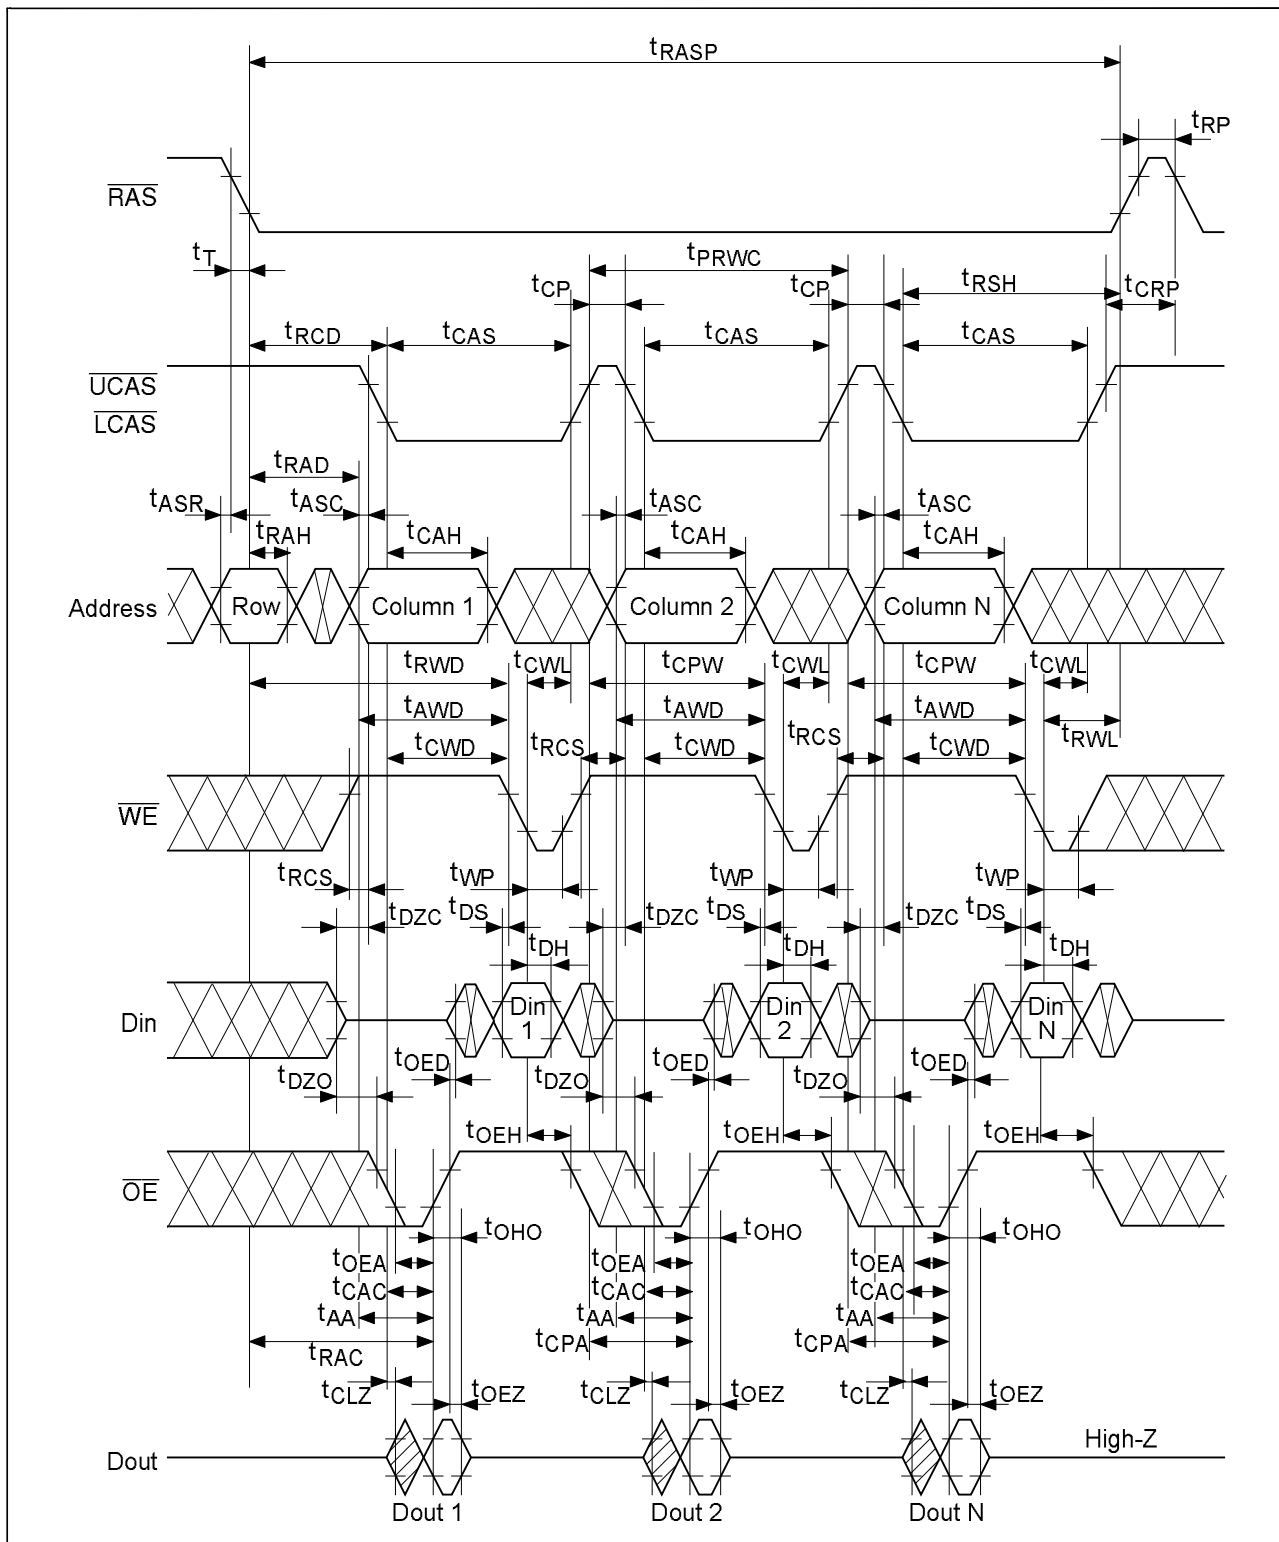 tRASP
tRP
RAS
tT
tPRWC
tCP
tCP
tRSH
tCRP
tRCD
tCAS
tCAS
tCAS
UCAS
LCAS
tRAD
tASR
tASC
tASC
tASC
tRAH
tCAH
tCAH
tCAH
Address
Row
Column 1
Column 2
Column N
tRWD
tCWL
tCPW
tCWL
tCPW
tCWL
tAWD
tAWD
tAWD
tCWD
tRCS
tCWD
tRCS
tCWD
tRWL
WE
tRCS
tWP
tWP
tWP
tDZC
tDS
tDZC
tDS
tDZC
tDS
tDH
tDH
tDH
Din
Din
1
Din
2
Din
N
tDZO
tOED
tDZO
tOED
tDZO
tOED
tOEH
tOEH
tOEH
OE
tOHO
tOHO
tOHO
tOEA
tOEA
tOEA
tCAC
tCAC
tCAC
tAA
tAA
tAA
tRAC
tCPA
tCPA
tCLZ
tOEZ
tCLZ
tOEZ
tCLZ
tOEZ
High-Z
Dout
Dout 1
Dout 2
Dout N